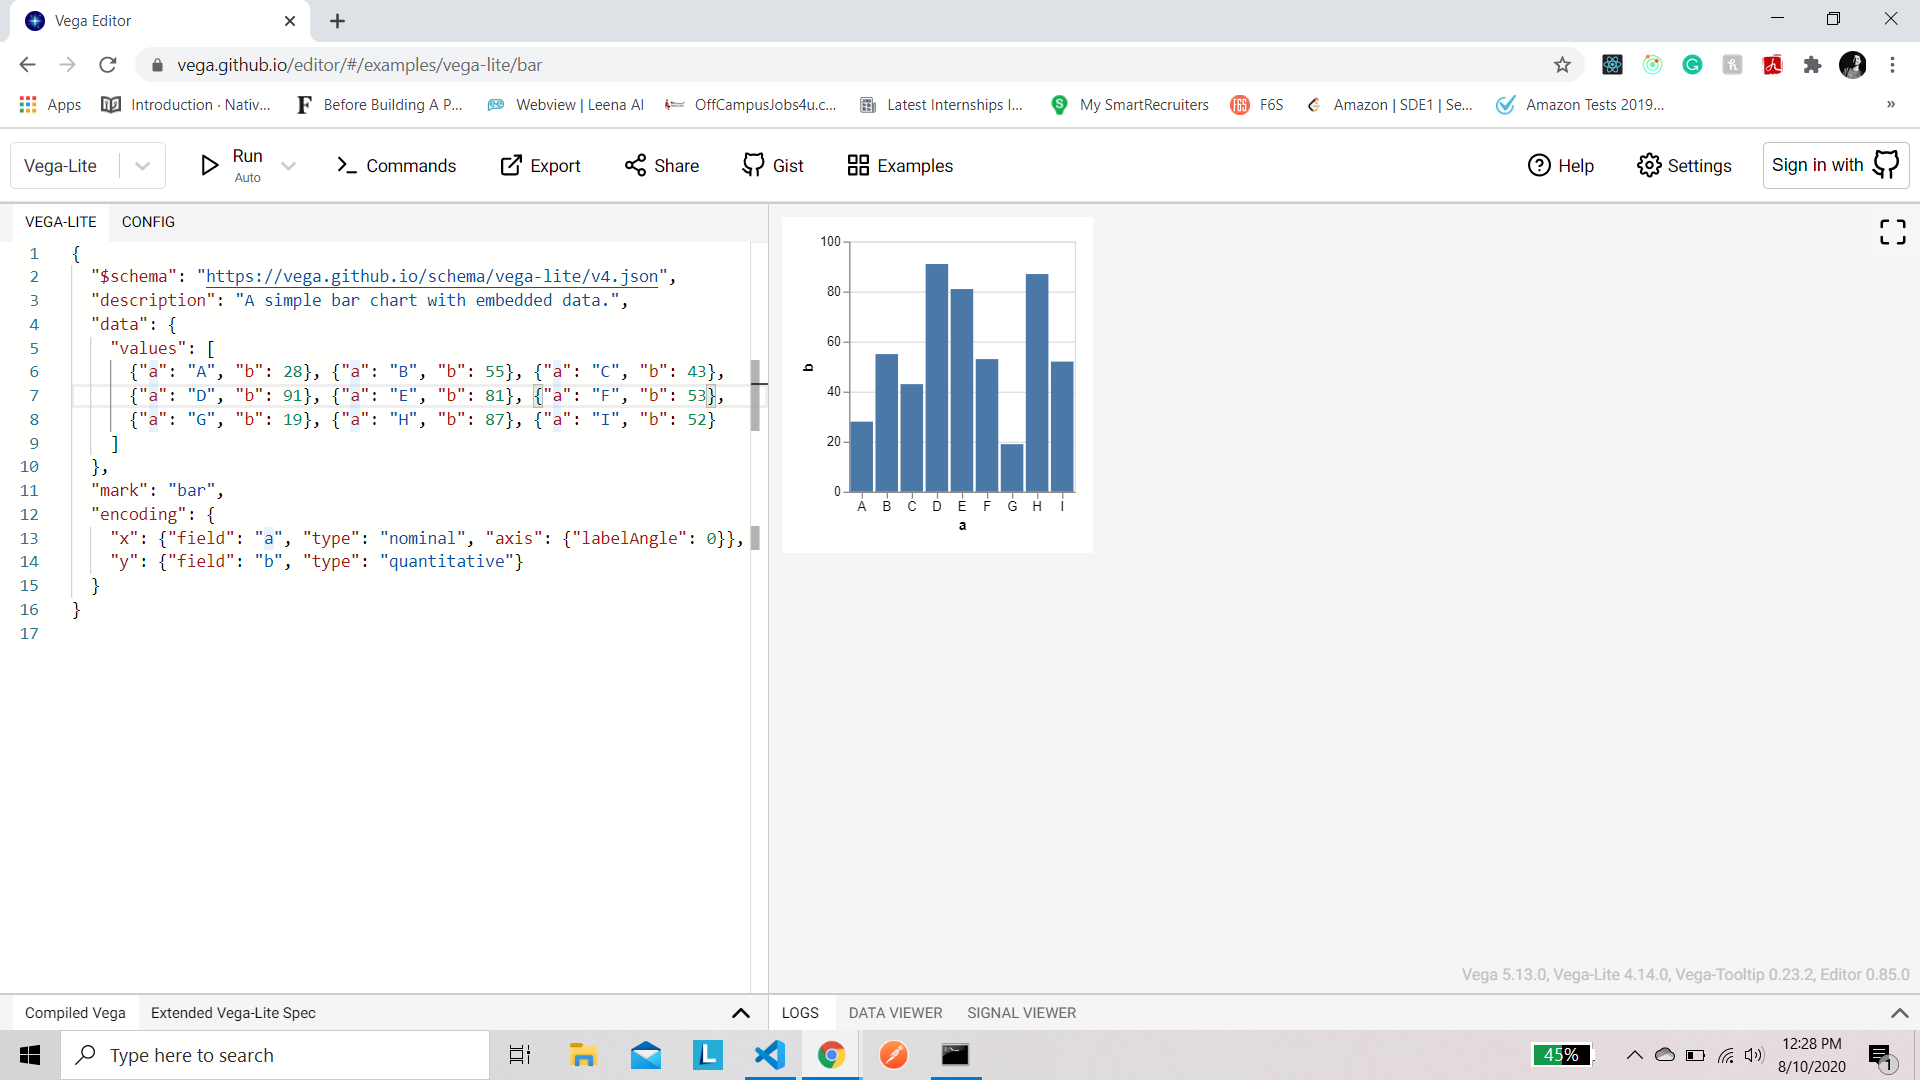 Vega Editor
vega.github.io/editor/#/examples/vega-lite/bar
Apps
Introduction · Nativ...
F
Before Building A P...
Webview | Leena AI
OffCampusJobs4u.c...
Latest Internships I...
S
My SmartRecruiters
F6S
F6S
Amazon | SDE1 | Se...
Amazon Tests 2019...
»
Vega-Lite
Run
Auto
Commands
Export
Share
Gist
Examples
Help
Settings
Sign in with
VEGA-LITE
CONFIG
1 {
2 "$schema": "https://vega.github.io/schema/vega-lite/v4.json",
3 "description": "A simple bar chart with embedded data.",
4 "data": {
5 "values": [
6 {"a": "A", "b": 28}, {"a": "B", "b": 55}, {"a": "C", "b": 43},
7 {"a": "D", "b": 91}, {"a": "E", "b": 81}, {"a": "F", "b": 53},
8 {"a": "G", "b": 19}, {"a": "H", "b": 87}, {"a": "I", "b": 52}
9 ]
10 },
11 "mark": "bar",
12 "encoding": {
13 "x": {"field": "a", "type": "nominal", "axis": {"labelAngle": 0}},
14 "y": {"field": "b", "type": "quantitative"}
15 }
16 }
17
100
80
60
40
20
0
b
A B C D E F G H I
a
Vega 5.13.0, Vega-Lite 4.14.0, Vega-Tooltip 0.23.2, Editor 0.85.0
Compiled Vega
Extended Vega-Lite Spec
LOGS
DATA VIEWER
SIGNAL VIEWER
Type here to search
L
45%
12:28 PM
8/10/2020
1